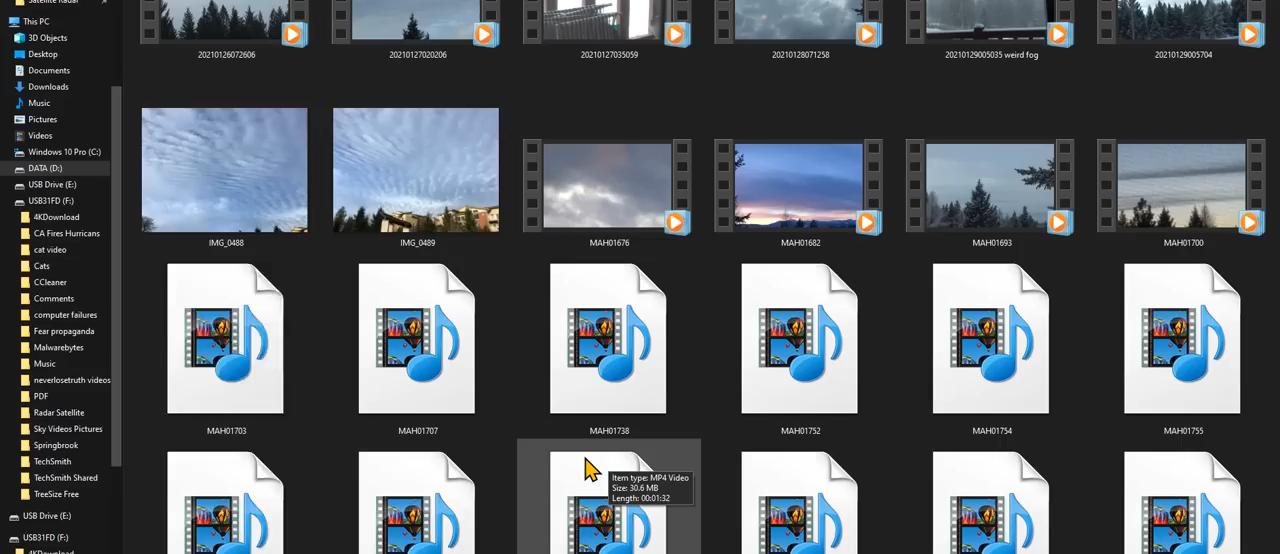 Satellite Radar
This PC
3D Objects
Desktop
Documents
Downloads
Music
Pictures
Videos
Windows 10 Pro (C:)
DATA (D:)
USB Drive (E:)
USB31FD (F:)
4KDownload
CA Fires Hurricans
cat video
Cats
CCleaner
Comments
computer failures
Fear propaganda
Malwarebytes
Music
neverlosetruth videos
PDF
Radar Satellite
Sky Videos Pictures
Springbrook
TechSmith
TechSmith Shared
TreeSize Free
USB Drive (E:)
USB31FD (F:)
4KDownload
20210126072606
20210127020206
20210127035059
20210128071258
20210129005035 weird fog
20210129005704
IMG_0488
IMG_0489
MAH01676
MAH01682
MAH01693
MAH01700
MAH01703
MAH01707
MAH01738
MAH01752
MAH01754
MAH01755
Item type: MP4 Video
Size: 30.6 MB
Length: 00:01:32